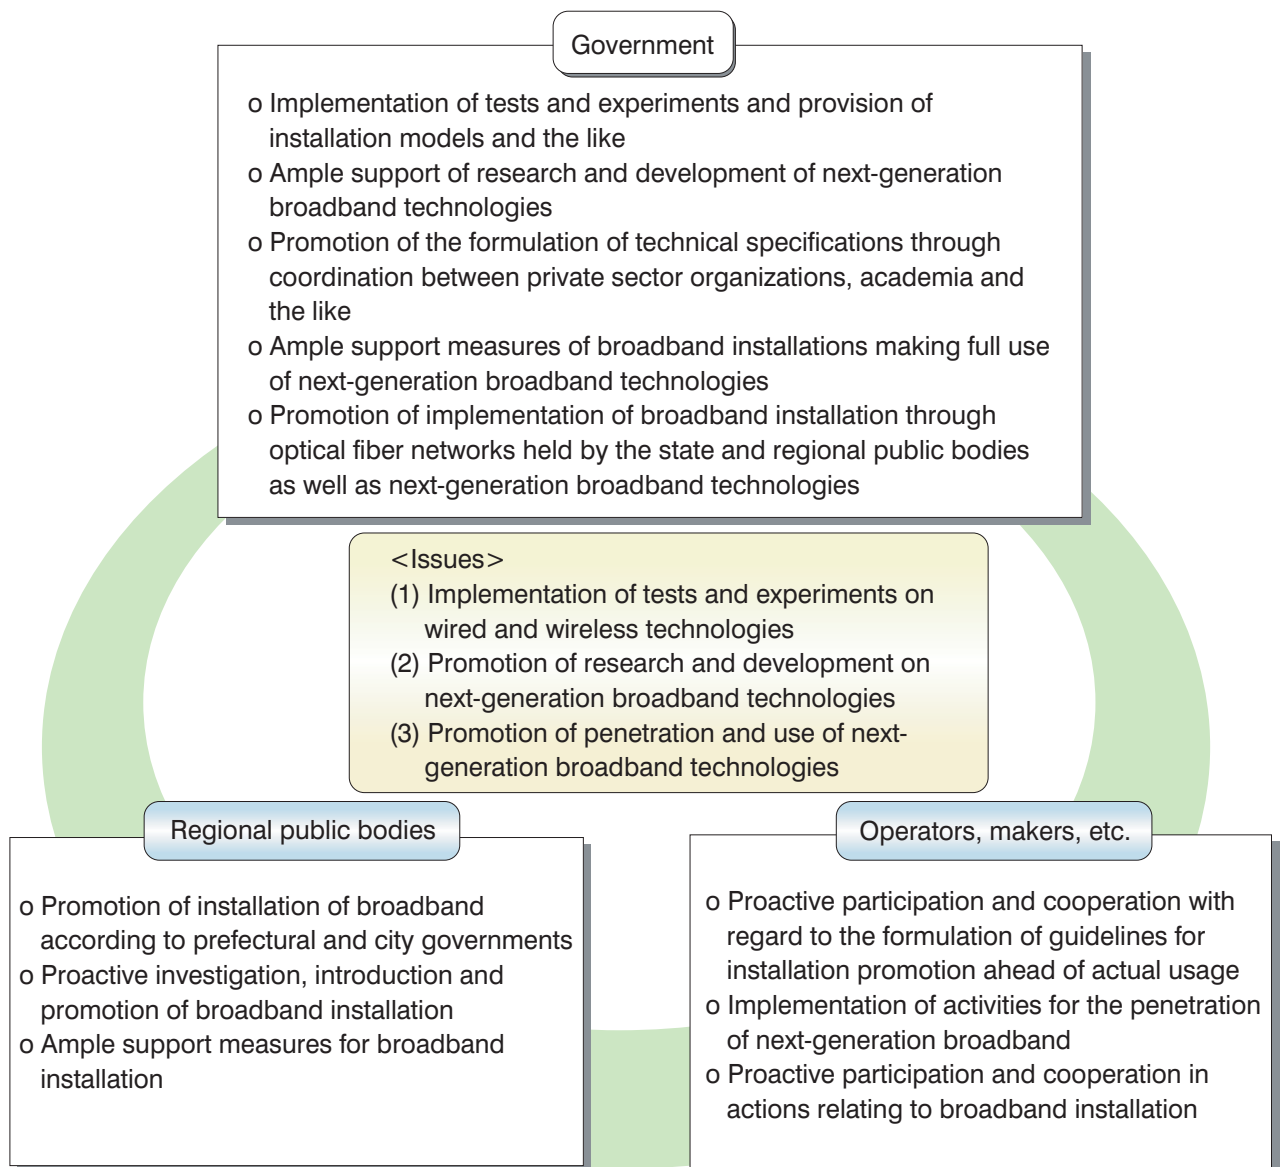 Government
o Implementation of tests and experiments and provision of
installation models and the like
o Ample support of research and development of next-generation
broadband technologies
o Promotion of the formulation of technical specifications through
coordination between private sector organizations, academia and
the like
o Ample support measures of broadband installations making full use
of next-generation broadband technologies
o Promotion of implementation of broadband installation through
optical fiber networks held by the state and regional public bodies
as well as next-generation broadband technologies
<Issues>
(1) Implementation of tests and experiments on
wired and wireless technologies
(2) Promotion of research and development on
next-generation broadband technologies
(3) Promotion of penetration and use of next-
generation broadband technologies
Regional public bodies
o Promotion of installation of broadband
according to prefectural and city governments
o Proactive investigation, introduction and
promotion of broadband installation
o Ample support measures for broadband
installation
Operators, makers, etc.
o Proactive participation and cooperation with
regard to the formulation of guidelines for
installation promotion ahead of actual usage
o Implementation of activities for the penetration
of next-generation broadband
o Proactive participation and cooperation in
actions relating to broadband installation